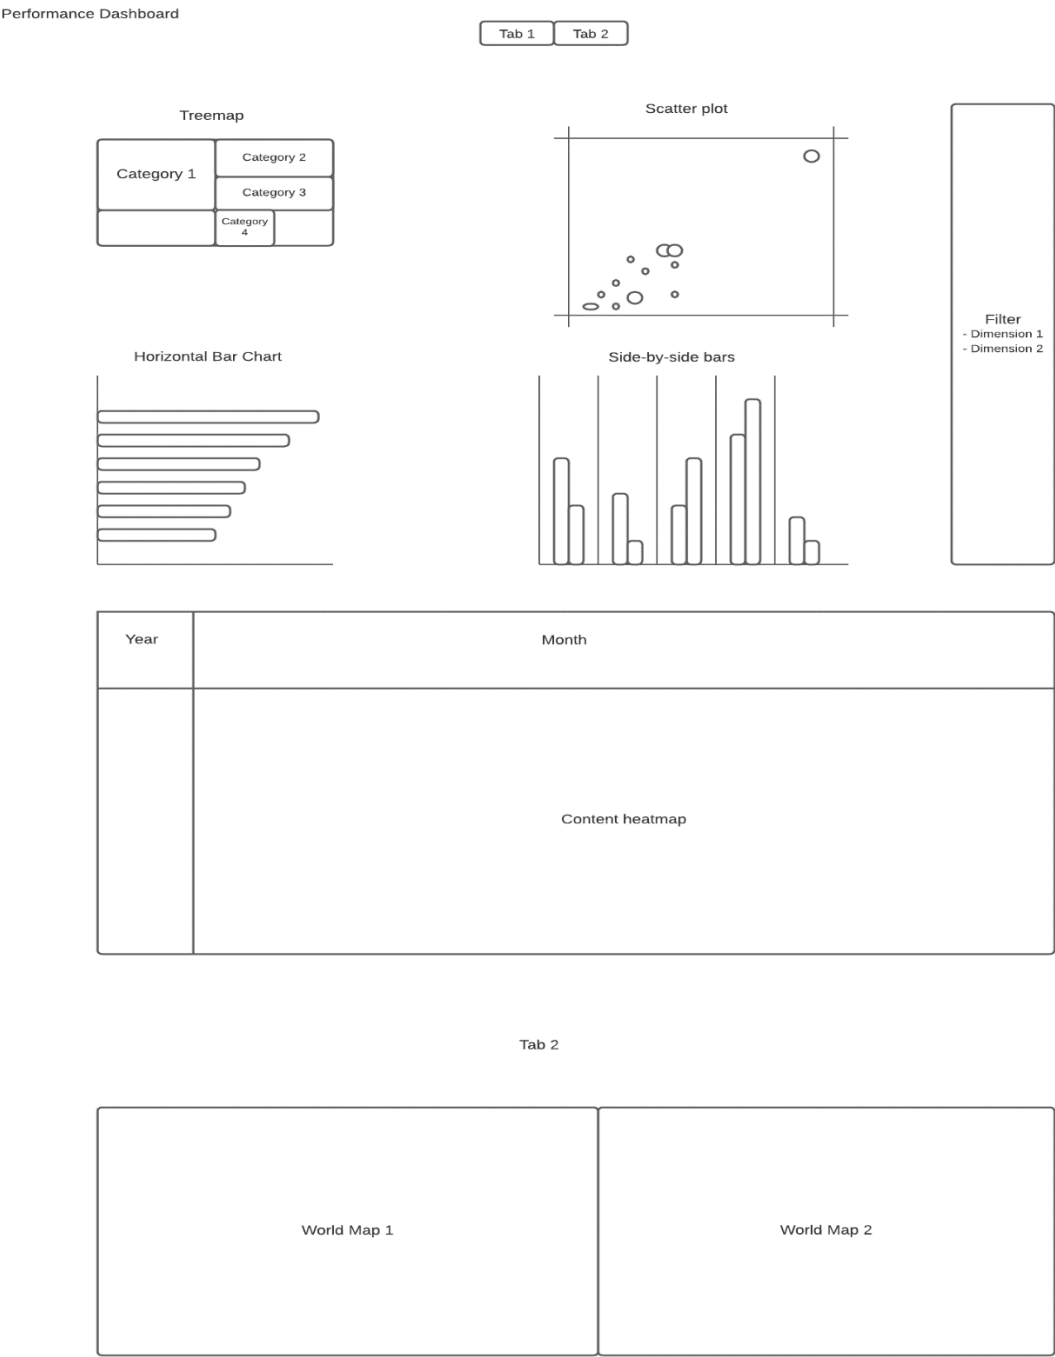 Performance Dashboard
Tab 1
Tab 2
Treemap
Category 1
Category 2
Category 3
Category
4
Scatter plot
Filter
- Dimension 1
- Dimension 2
Horizontal Bar Chart
Side-by-side bars
Year
Month
Content heatmap
Tab 2
World Map 1
World Map 2